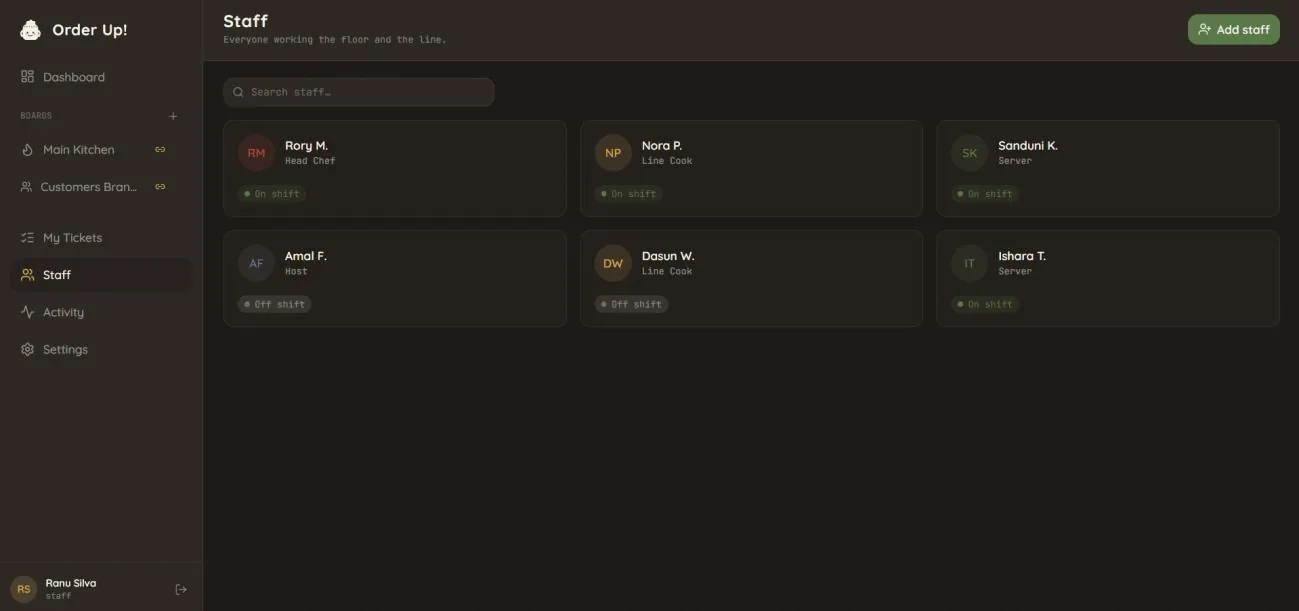 Order Up!
Dashboard
BOARDS
Main Kitchen
Customers Bran…
My Tickets
Staff
Activity
Settings
RS
Ranu Silva
staff
Staff
Everyone working the floor and the line.
Add staff
Search staff…
RM
Rory M.
Head Chef
On shift
NP
Nora P.
Line Cook
On shift
SK
Sanduni K.
Server
On shift
AF
Amal F.
Host
Off shift
DW
Dasun W.
Line Cook
Off shift
IT
Ishara T.
Server
On shift